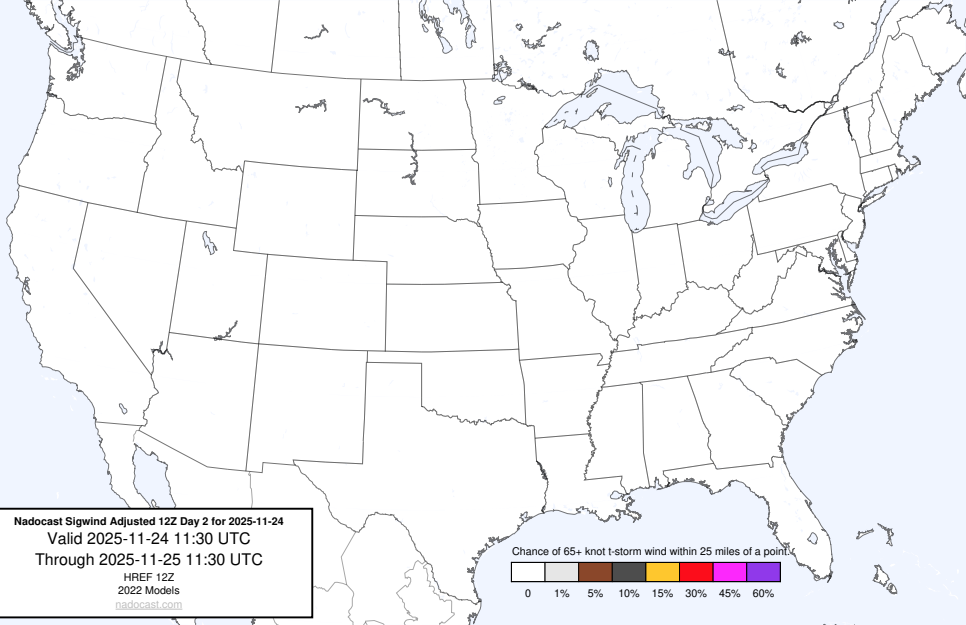 Nadocast Sigwind Adjusted 12Z Day 2 for 2025-11-24
Valid 2025-11-24 11:30 UTC
Through 2025-11-25 11:30 UTC
HREF 12Z
2022 Models
nadocast.com
Chance of 65+ knot t-storm wind within 25 miles of a point.
0 1% 5% 10% 15% 30% 45% 60%